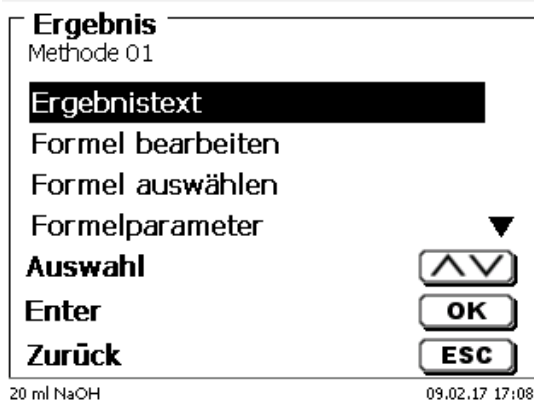 Ergebnis
Methode 01
Ergebnistext
Formel bearbeiten
Formel auswählen
Formelparameter
Auswahl
Enter OK
Zurück ESC
20 ml NaOH 09.02.17 17:08